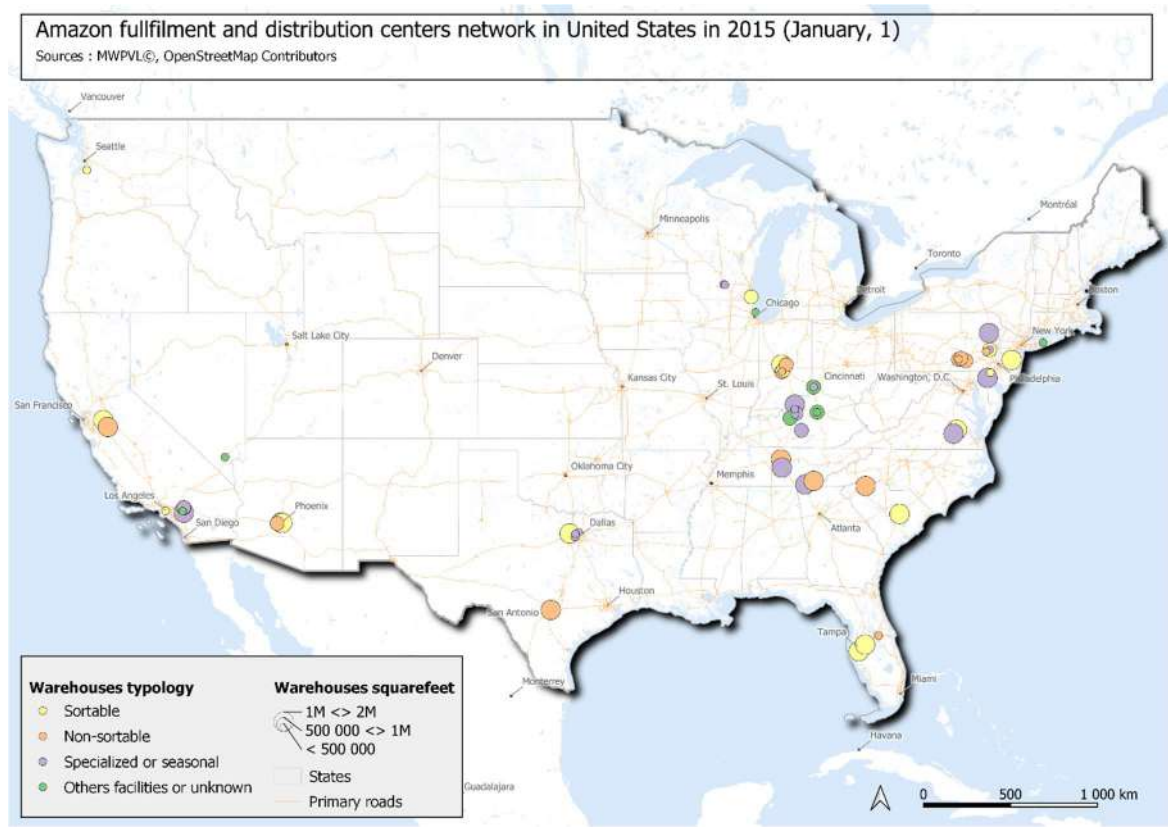 Amazon fullfilment and distribution centers network in United States in 2015 (January, 1)
Sources : MWPVL©, OpenStreetMap Contributors
Vancouver
Seattle
Montréal
Minneapolis
Toronto
Detroit
Boston
Chicago
New York
Salt Lake City
Denver
Philadelphia
Cincinnati
Washington, D.C.
Kansas City
St. Louis
San Francisco
Oklahoma City
Memphis
Los Angeles
Phoenix
San Diego
Atlanta
Dallas
Houston
San Antonio
Tampa
Monterrey
Miami
Havana
Guadalajara
Warehouses typology
Sortable
Non-sortable
Specialized or seasonal
Others facilities or unknown
Warehouses squarefeet
1M <> 2M
500 000 <> 1M
< 500 000
States
Primary roads
0 500 1 000 km